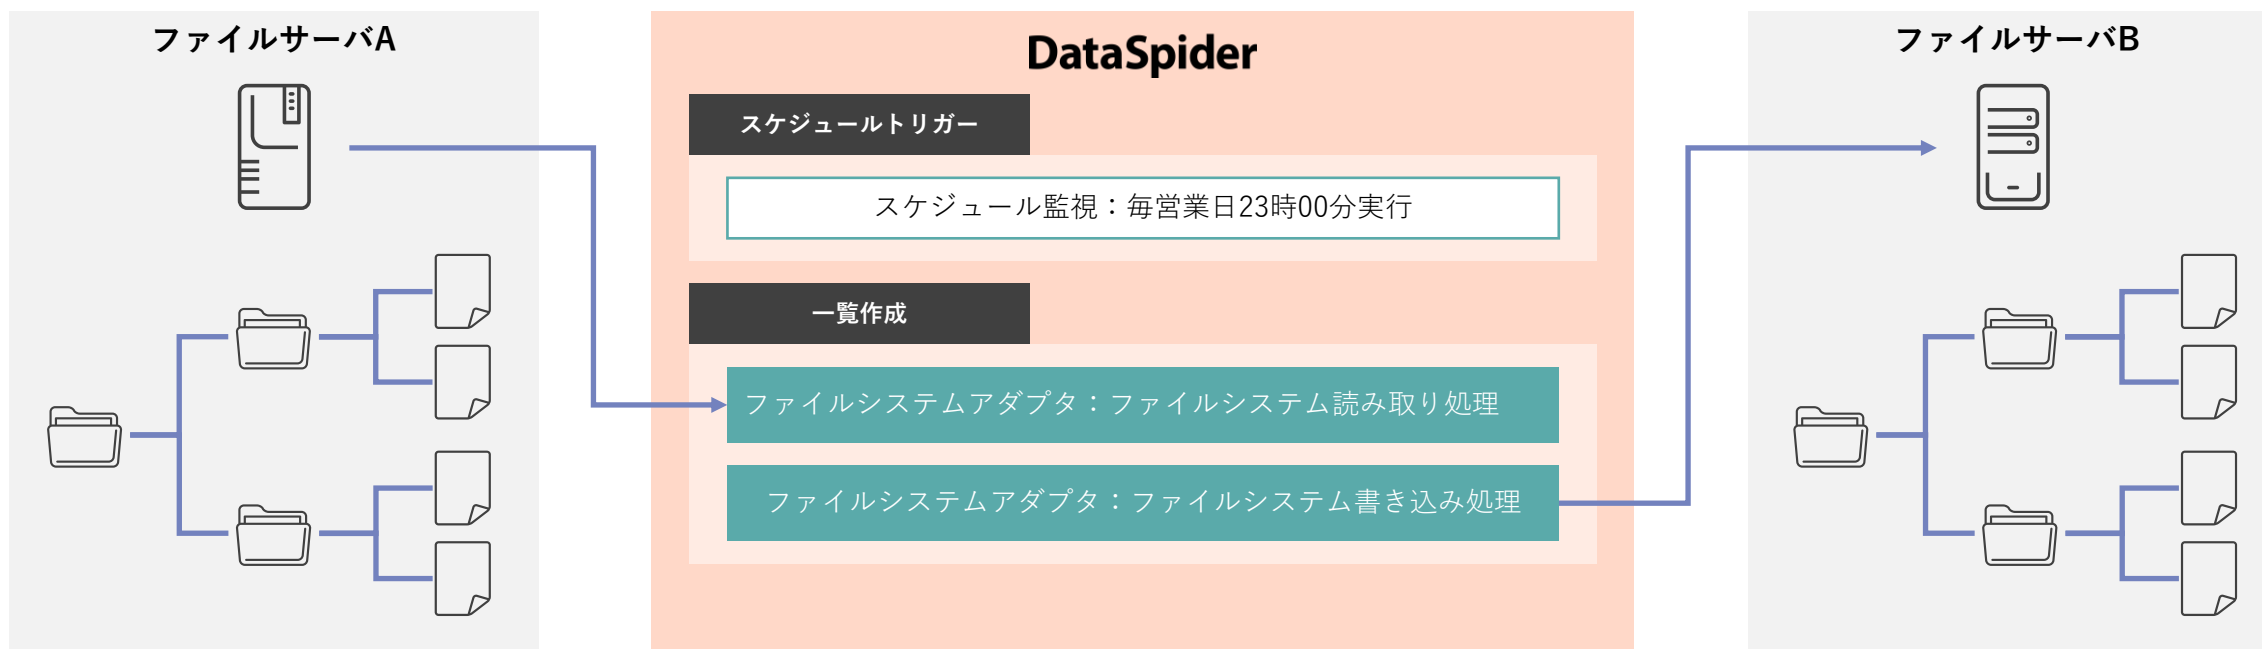 ファイルサーバA
DataSpider
スケジュールトリガー
スケジュール監視：毎営業日23時00分実行
一覧作成
ファイルシステムアダプタ：ファイルシステム読み取り処理
ファイルシステムアダプタ：ファイルシステム書き込み処理
ファイルサーバB